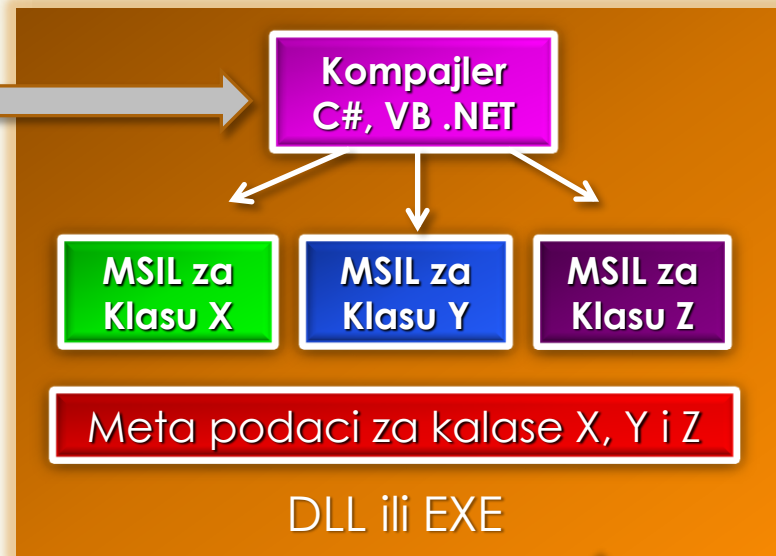 Kompajler
C#, VB .NET
MSIL za
Klasu X
MSIL za
Klasu Y
MSIL za
Klasu Z
Meta podaci za kalase X, Y i Z
DLL ili EXE